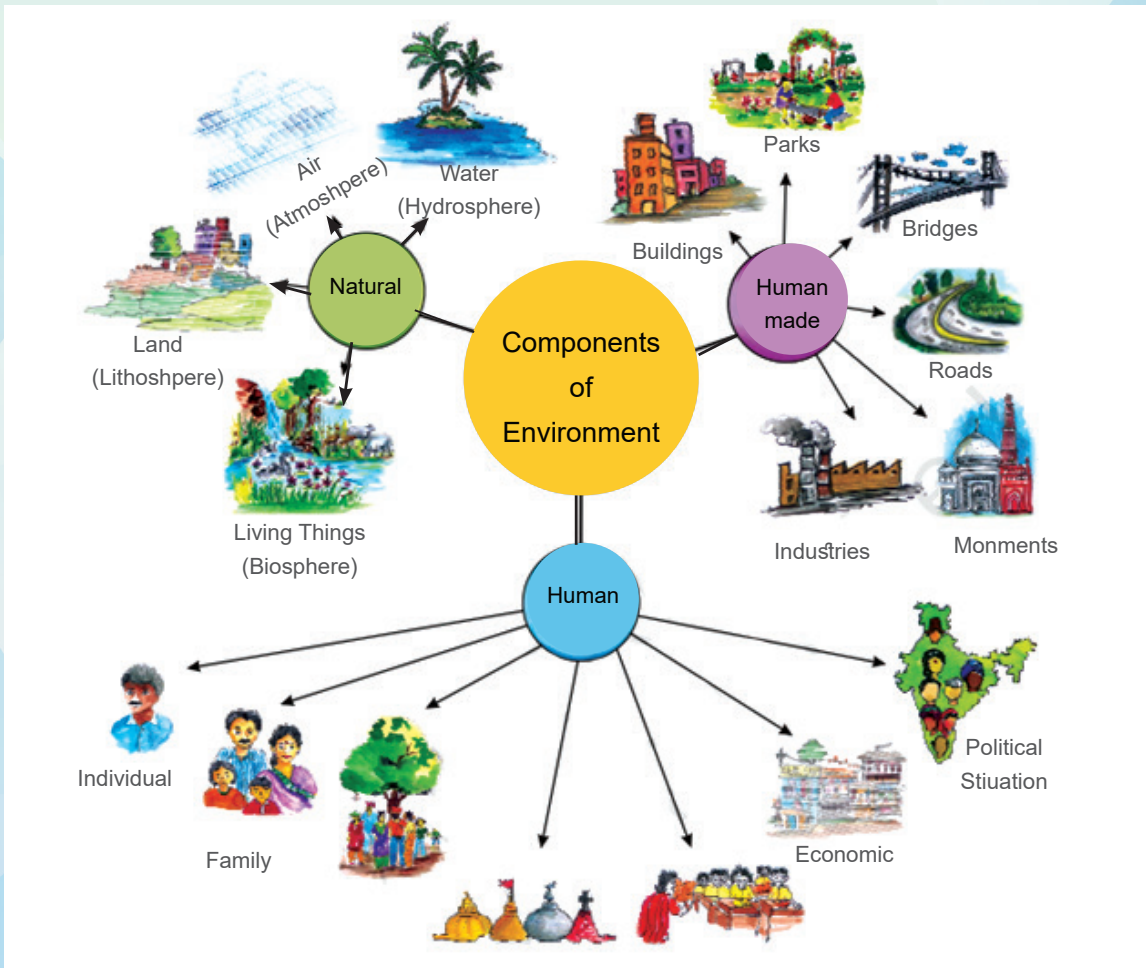 Components
of
Environment
Natural
Air
(Atmoshpere)
Water
(Hydrosphere)
Land
(Lithoshpere)
Living Things
(Biosphere)
Human
made
Buildings
Parks
Bridges
Roads
Monments
Industries
Human
Individual
Family
Economic
Political
Stiuation